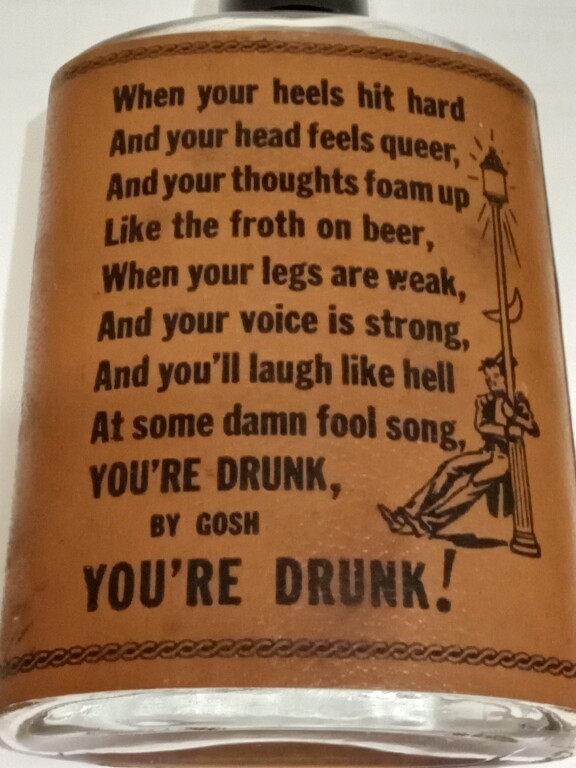 When your heels hit hard
And your head feels queer,
And your thoughts foam up
Like the froth on beer,
When your legs are weak,
And your voice is strong,
And you'll laugh like hell
At some damn fool song,
YOU'RE DRUNK,
BY GOSH
YOU'RE DRUNK!